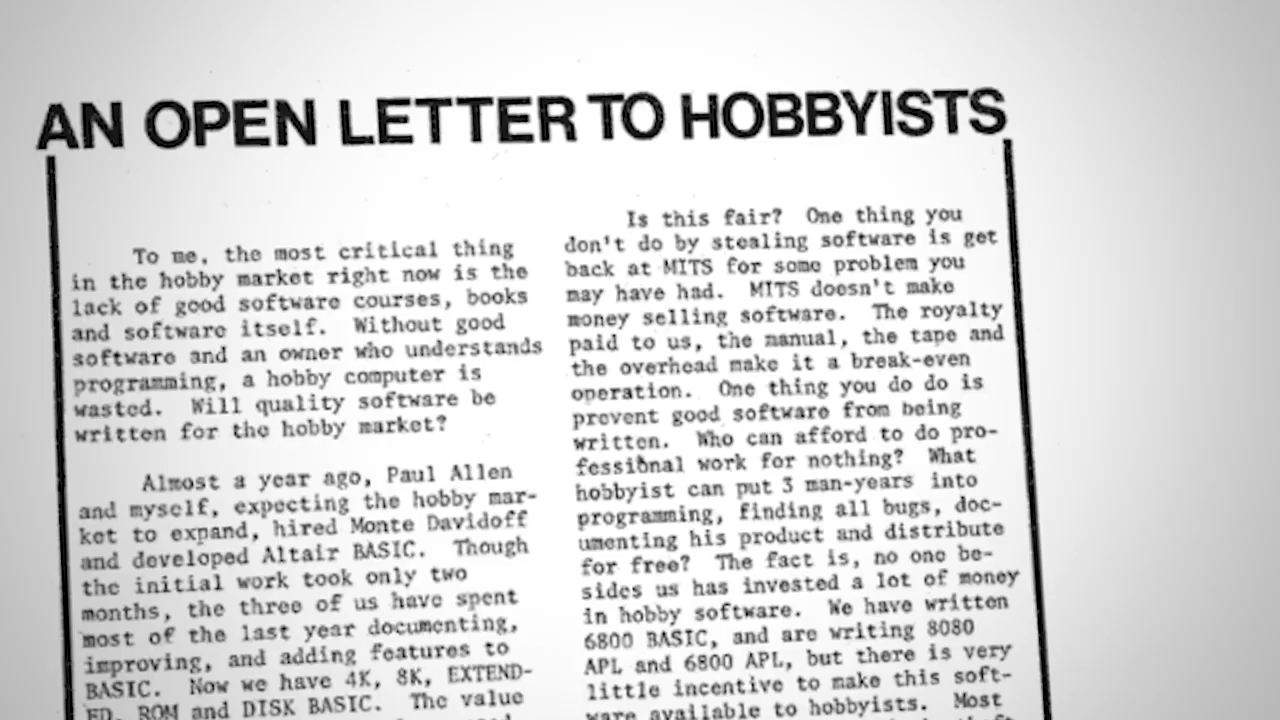 AN OPEN LETTER TO HOBBYISTS
To me, the most critical thing
in the hobby market right now is the
lack of good software courses, books
and software itself. Without good
software and an owner who understands
programming, a hobby computer is
wasted. Will quality software be
written for the hobby market?
Almost a year ago, Paul Allen
and myself, expecting the hobby mar-
ket to expand, hired Monte Davidoff
and developed Altair BASIC. Though
the initial work took only two
months, the three of us have spent
most of the last year documenting,
improving, and adding features to
BASIC. Now we have 4K, 8K, EXTEND-
ED, ROM and DISK BASIC. The value
Is this fair? One thing you
don't do by stealing software is get
back at MITS for some problem you
may have had. MITS doesn't make
money selling software. The royalty
paid to us, the manual, the tape and
the overhead make it a break-even
operation. One thing you do do is
prevent good software from being
written. Who can afford to do pro-
fessional work for nothing? What
hobbyist can put 3 man-years into
programming, finding all bugs, doc-
umenting his product and distribute
for free? The fact is, no one be-
sides us has invested a lot of money
in hobby software. We have written
6800 BASIC, and are writing 8080
APL and 6800 APL, but there is very
little incentive to make this soft-
ware available to hobbyists. Most